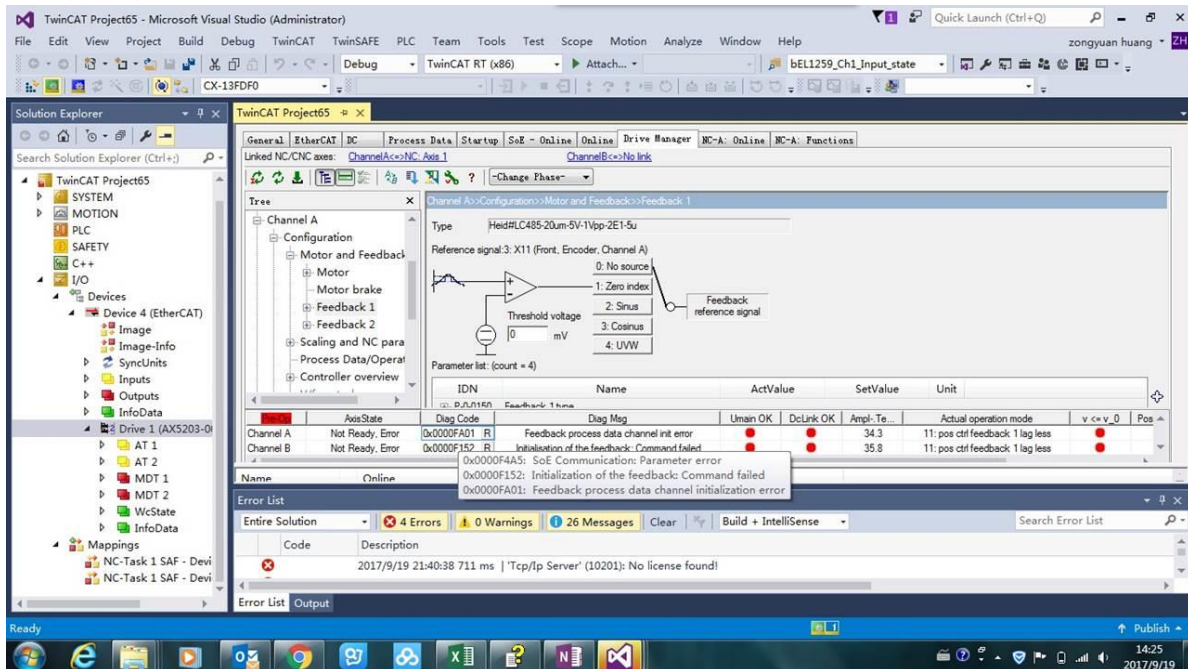 TwinCAT Project65 - Microsoft Visual Studio (Administrator)
1
Quick Launch (Ctrl+Q)
File Edit View Project Build Debug TwinCAT TwinSAFE PLC Team Tools Test Scope Motion Analyze Window Help
zongyuan huang ZH
Debug TwinCAT RT (x86) Attach... bEL1259_Ch1_Input_state
CX-13FDF0
Solution Explorer
Search Solution Explorer (Ctrl+;)
TwinCAT Project65
SYSTEM
MOTION
PLC
SAFETY
C++
I/O
Devices
Device 4 (EtherCAT)
Image
Image-Info
SyncUnits
Inputs
Outputs
InfoData
Drive 1 (AX5203-0
AT 1
AT 2
MDT 1
MDT 2
WcState
InfoData
Mappings
NC-Task 1 SAF - Devi
NC-Task 1 SAF - Devi
TwinCAT Project65
General EtherCAT DC Process Data Startup SoE - Online Online Drive Manager NC-A: Online NC-A: Functions
Linked NC/CNC axes: ChannelA<=>NC: Axis 1 ChannelB<=>No link
-Change Phase-
Tree
Channel A
Configuration
Motor and Feedback
Motor
Motor brake
Feedback 1
Feedback 2
Scaling and NC para
Process Data/Operat
Controller overview
Channel A>>Configuration>>Motor and Feedback>>Feedback 1
Type Heid#LC485-20um-5V-1Vpp-2E1-5u
Reference signal:3: X11 (Front, Encoder, Channel A)
0: No source
1: Zero index
2: Sinus
3: Cosinus
4: UVW
Threshold voltage
0 mV
Feedback
reference signal
Parameter list: (count = 4)
IDN Name ActValue SetValue Unit
P-0-0150 Feedback 1 type
Pre-Op AxisState Diag Code Diag Msg Umain OK DcLink OK Ampl-.Te... Actual operation mode v <= v_0 Pos
Channel A Not Ready, Error 0x0000FA01 R Feedback process data channel init error 34.3 11: pos ctrl feedback 1 lag less
Channel B Not Ready, Error 0x0000F152 R Initialisation of the feedback: Command failed 35.8 11: pos ctrl feedback 1 lag less
0x0000F4A5: SoE Communication: Parameter error
0x0000F152: Initialization of the feedback: Command failed
0x0000FA01: Feedback process data channel initialization error
Name Online
Error List
Entire Solution 4 Errors 0 Warnings 26 Messages Clear Build + IntelliSense Search Error List
Code Description
2017/9/19 21:40:38 711 ms | 'Tcp/Ip Server' (10201): No license found!
Error List Output
Ready 1 Publish
14:25
2017/9/19